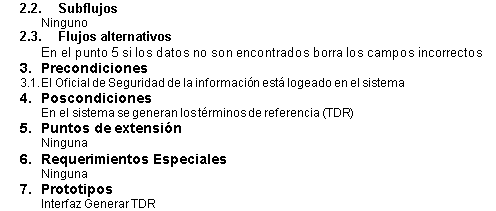 2.2. Subflujos
Ninguno
2.3. Flujos alternativos
En el punto 5 si los datos no son encontrados borra los campos incorrectos
3. Precondiciones
3.1. El Oficial de Seguridad de la información está logeado en el sistema
4. Poscondiciones
En el sistema se generan los términos de referencia (TDR)
5. Puntos de extensión
Ninguna
6. Requerimientos Especiales
Ninguna
7. Prototipos
Interfaz Generar TDR